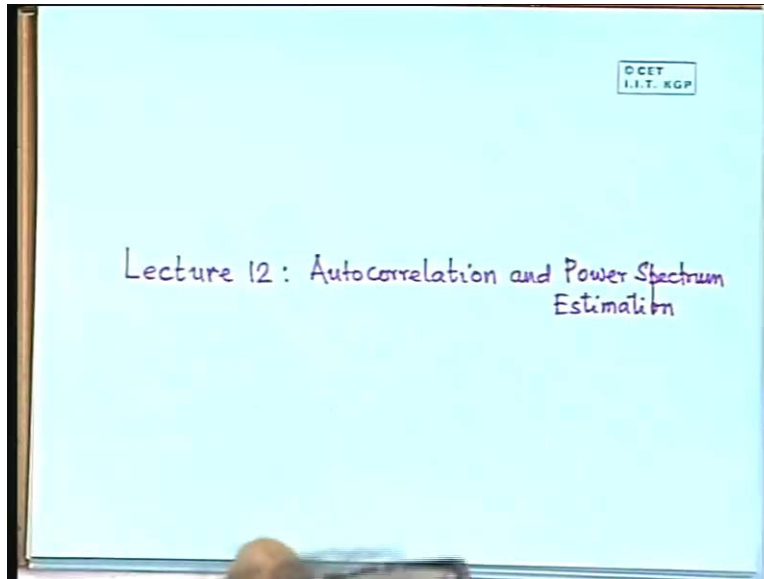 © CET
I.I.T. KGP
Lecture 12 : Autocorrelation and Power Spectrum
Estimation